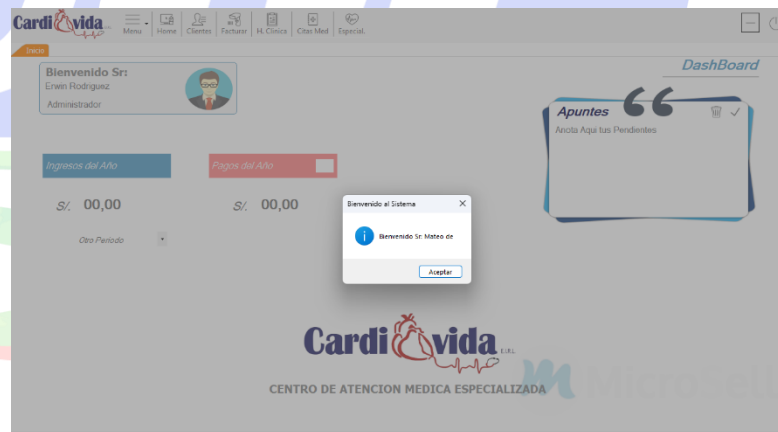 Cardivida E.I.R.L.
Menu Home Clientes Facturar H. Clinica Citas Med Especial.
Inicio
DashBoard
Bienvenido Sr:
Erwin Rodriguez
Administrador
Apuntes
Anota Aqui tus Pendientes
Ingresos del Año
Pagos del Año
S/. 00,00
S/. 00,00
Otro Periodo
Bienvenido al Sistema
Bienvenido Sr: Mateo de
Aceptar
Cardivida E.I.R.L.
CENTRO DE ATENCION MEDICA ESPECIALIZADA
MicroSell